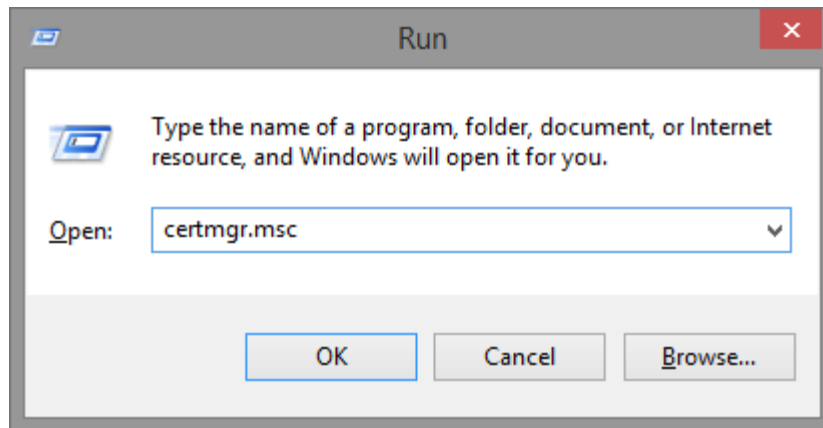 Run
Type the name of a program, folder, document, or Internet
resource, and Windows will open it for you.
Open: certmgr.msc
OK Cancel Browse...